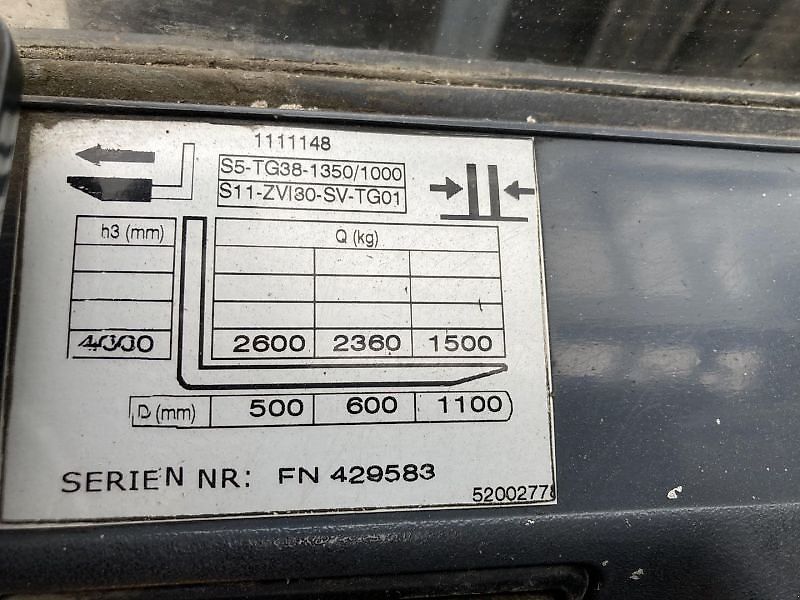 1111148
S5-TG38-1350/1000
S11-ZVI30-SV-TG01
h3 (mm) Q (kg)
4000 2600 2360 1500
D (mm) 500 600 1100
SERIEN NR: FN 429583
52002778